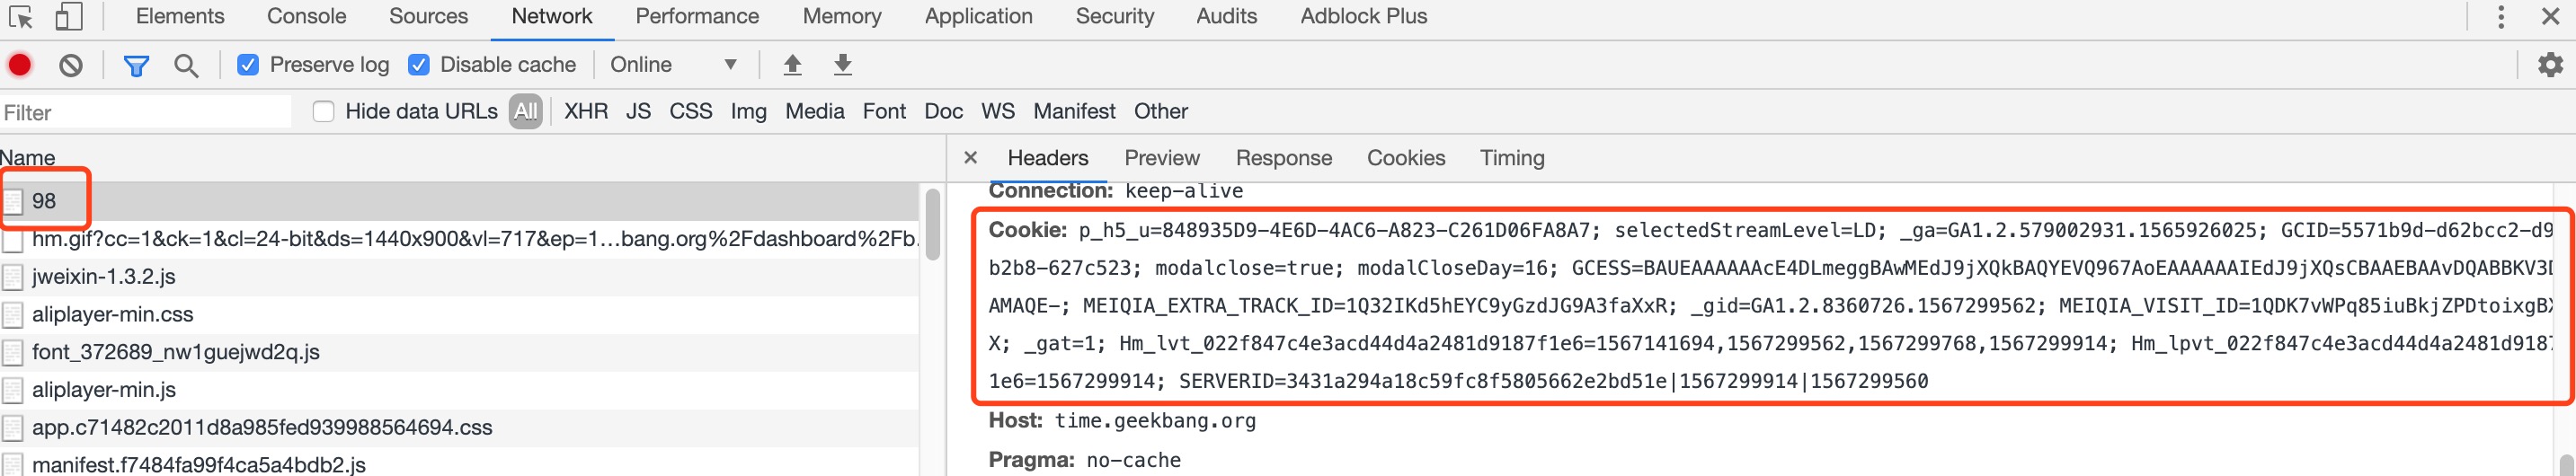 Elements Console Sources Network Performance Memory Application Security Audits Adblock Plus
Preserve log Disable cache Online
Filter Hide data URLs All XHR JS CSS Img Media Font Doc WS Manifest Other
Name
98
hm.gif?cc=1&ck=1&cl=24-bit&ds=1440x900&vl=717&ep=1…bang.org%2Fdashboard%2Fb.
jweixin-1.3.2.js
aliplayer-min.css
font_372689_nw1guejwd2q.js
aliplayer-min.js
app.c71482c2011d8a985fed939988564694.css
manifest.f7484fa99f4ca5a4bdb2.js
Headers Preview Response Cookies Timing
Connection: keep-alive
Cookie: p_h5_u=848935D9-4E6D-4AC6-A823-C261D06FA8A7; selectedStreamLevel=LD; _ga=GA1.2.579002931.1565926025; GCID=5571b9d-d62bcc2-d9
b2b8-627c523; modalclose=true; modalCloseDay=16; GCESS=BAUEAAAAAAcE4DLmeggBAwMEdJ9jXQkBAQYEVQ967AoEAAAAAAIEdJ9jXQsCBAAEBAAvDQABBKV3D
AMAQE-; MEIQIA_EXTRA_TRACK_ID=1Q32IKd5hEYC9yGzdJG9A3faXxR; _gid=GA1.2.8360726.1567299562; MEIQIA_VISIT_ID=1QDK7vWPq85iuBkjZPDtoixgBX
X; _gat=1; Hm_lvt_022f847c4e3acd44d4a2481d9187f1e6=1567141694,1567299562,1567299768,1567299914; Hm_lpvt_022f847c4e3acd44d4a2481d9187
1e6=1567299914; SERVERID=3431a294a18c59fc8f5805662e2bd51e|1567299914|1567299560
Host: time.geekbang.org
Pragma: no-cache